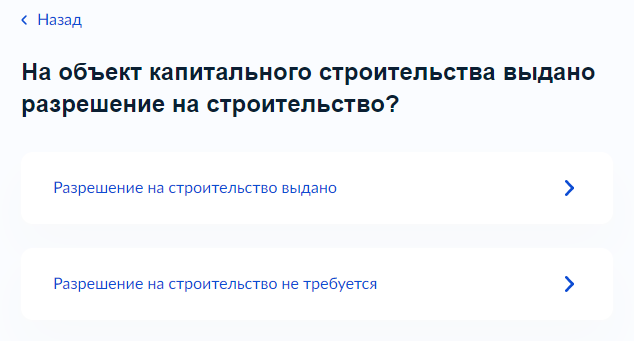 Назад
На объект капитального строительства выдано
разрешение на строительство?
Разрешение на строительство выдано
Разрешение на строительство не требуется